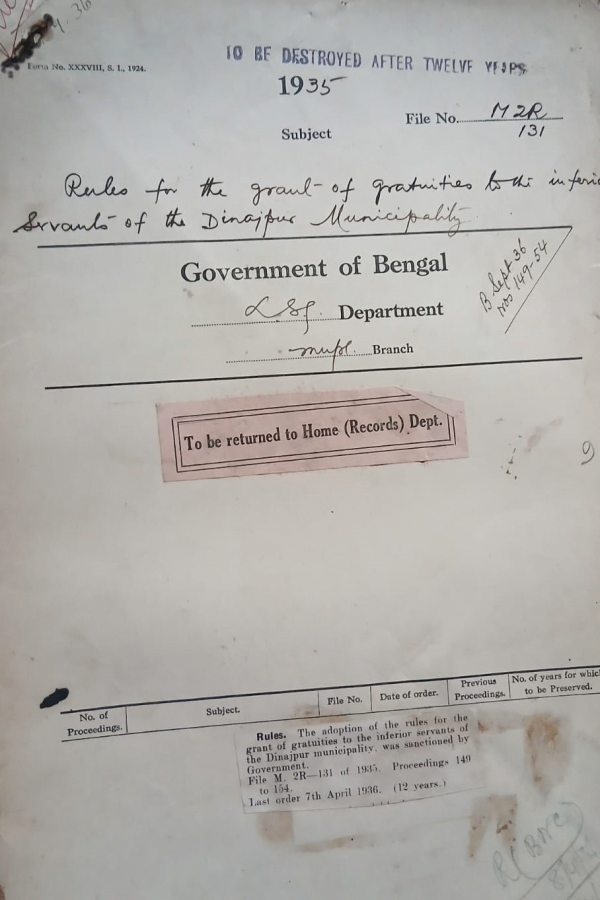 Form No. XXXVIII, S. I., 1924.
TO BE DESTROYED AFTER TWELVE YEARS
1935
File No. M 2R
131
Subject
Rules for the grant of gratuities to the inferio
Servants of the Dinajpur Municipality
Government of Bengal
B Sept 36
nos 149-54
LSG. Department
Mupl. Branch
To be returned to Home (Records) Dept.
9
No. of Proceedings. Subject. File No. Date of order. Previous Proceedings. No. of years for which to be Preserved.
Rules. The adoption of the rules for the
grant of gratuities to the inferior servants of
the Dinajpur municipality, was sanctioned by
Government.
File M. 2R—131 of 1935. Proceedings 149
to 154.
Last order 7th April 1936. (12 years.)